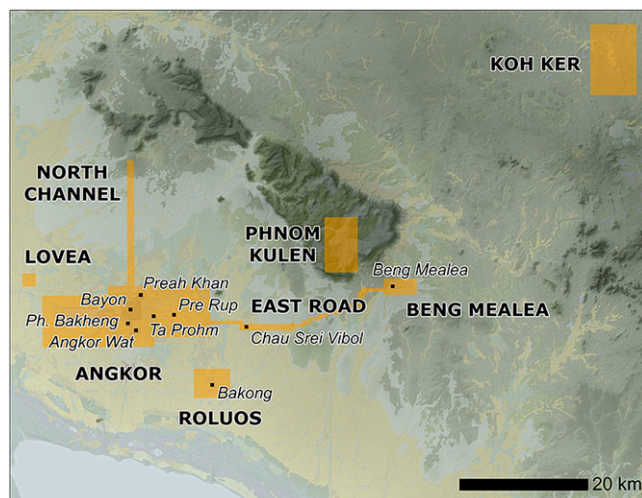 KOH KER
NORTH
CHANNEL
PHNOM
KULEN
LOVEA
Beng Mealea
Preah Khan
Bayon
Pre Rup
EAST ROAD
BENG MEALEA
Ph. Bakheng
Ta Prohm
Angkor Wat
Chau Srei Vibol
ANGKOR
Bakong
ROLUOS
20 km